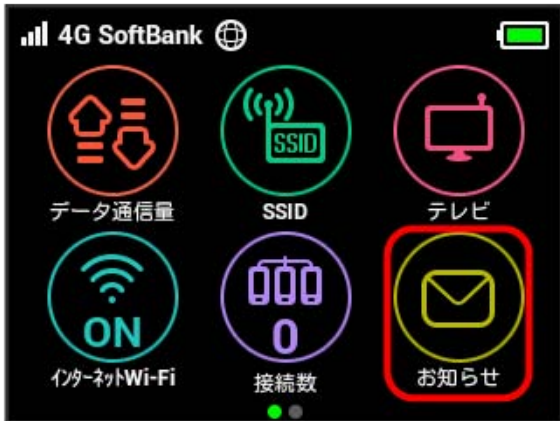 4G SoftBank
SSID
データ通信量
SSID
テレビ
ON
0
インターネットWi-Fi
接続数
お知らせ